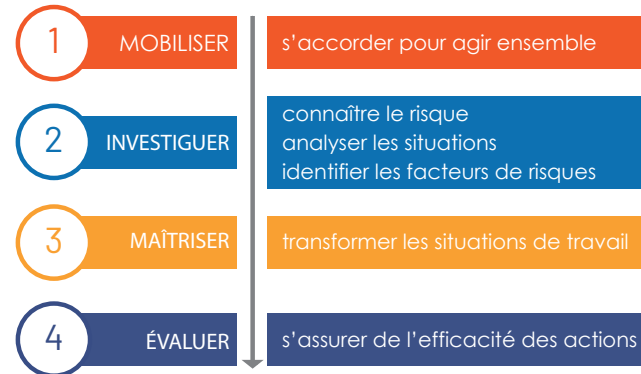 1 MOBILISER s’accorder pour agir ensemble
2 INVESTIGUER connaître le risque
analyser les situations
identifier les facteurs de risques
3 MAÎTRISER transformer les situations de travail
4 ÉVALUER s’assurer de l’efficacité des actions